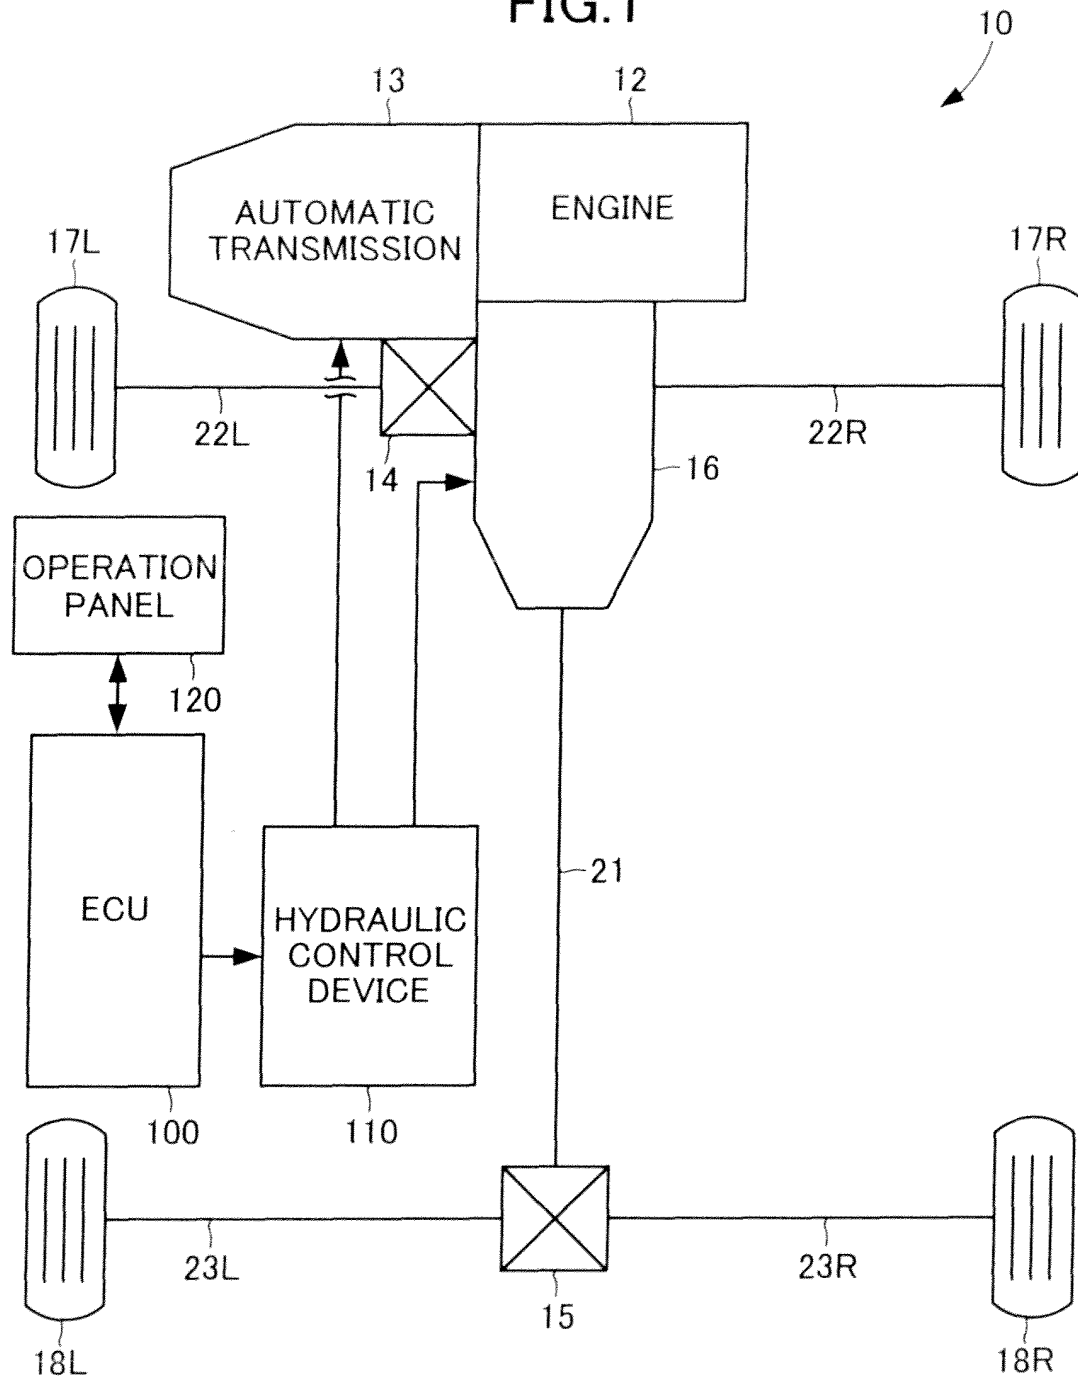 FIG.1
10
13
12
AUTOMATIC
TRANSMISSION
ENGINE
17L
17R
22L
22R
14
16
OPERATION
PANEL
120
21
ECU
HYDRAULIC
CONTROL
DEVICE
100
110
23L
23R
15
18L
18R